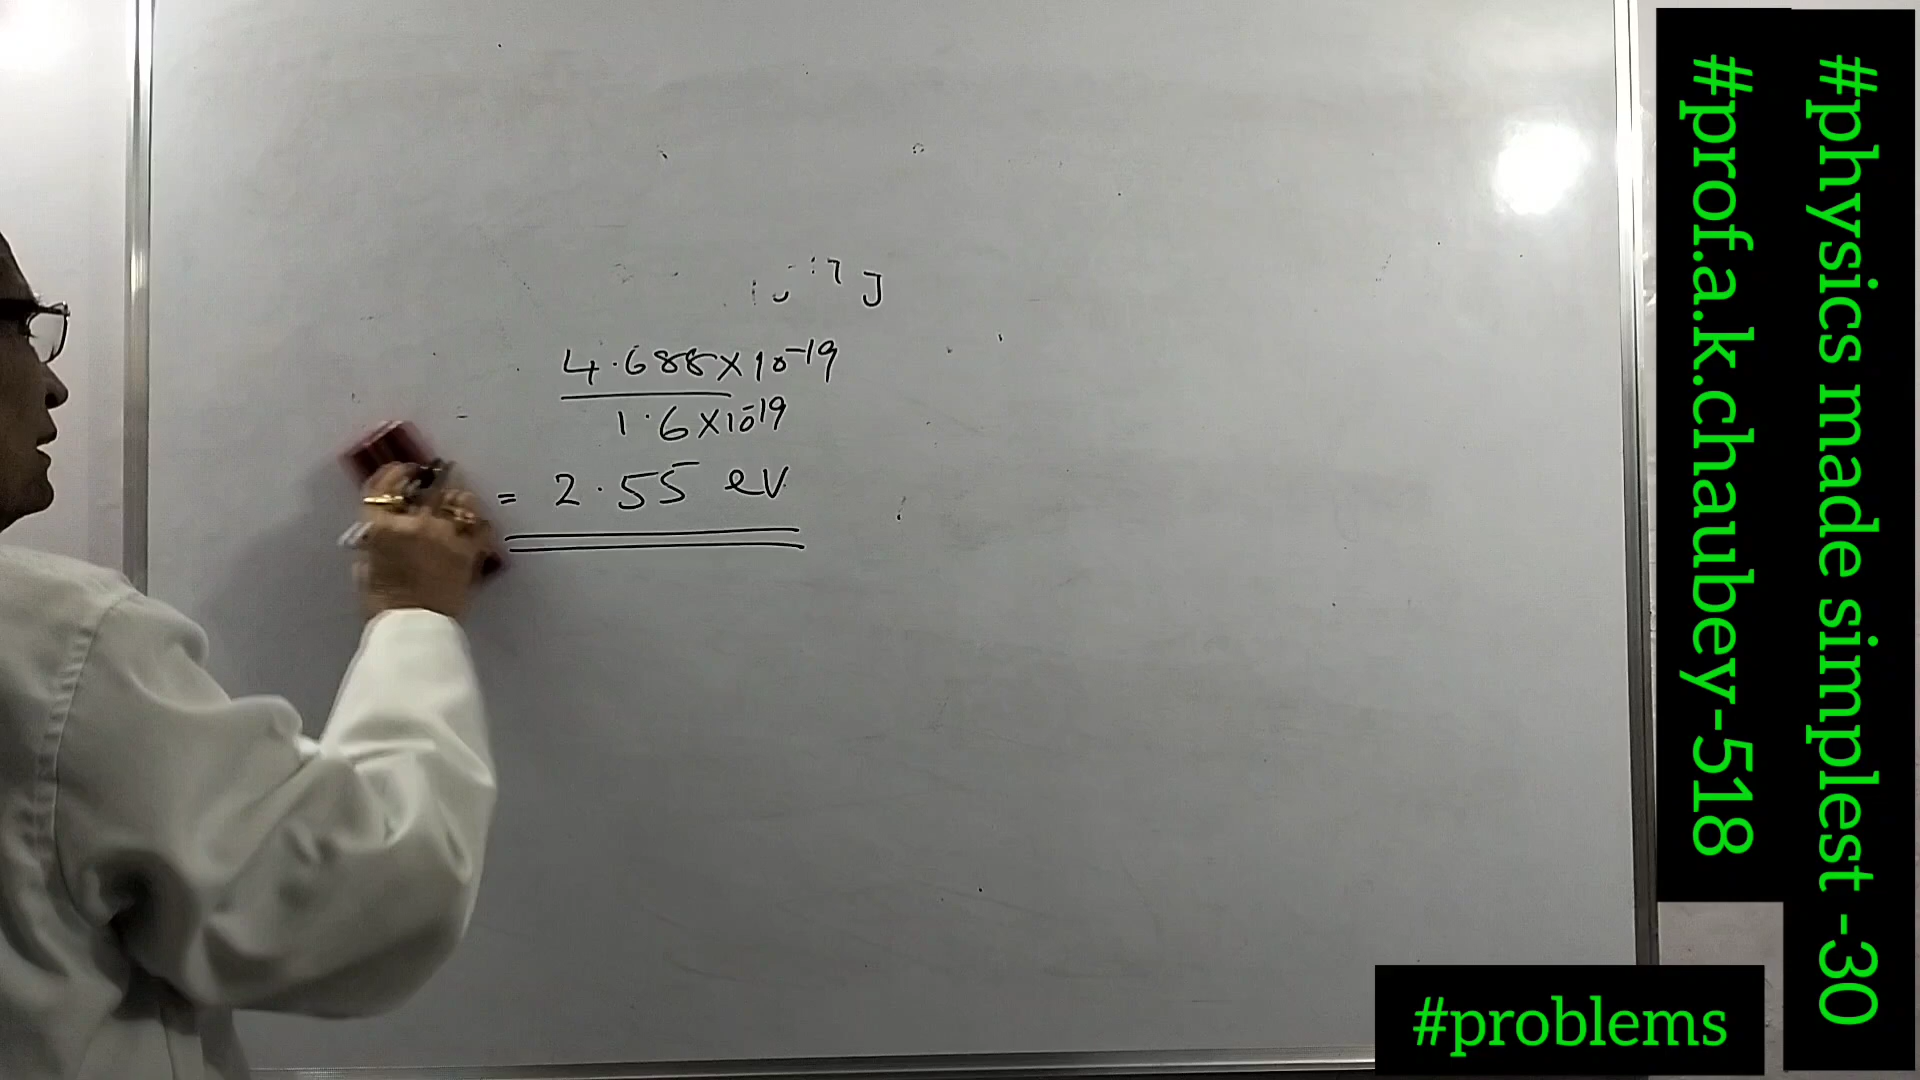 J
4.688×10⁻¹⁹
1.6×10⁻¹⁹
= 2.55 eV
#physics made simplest -30
#prof.a.k.chaubey-518
#problems